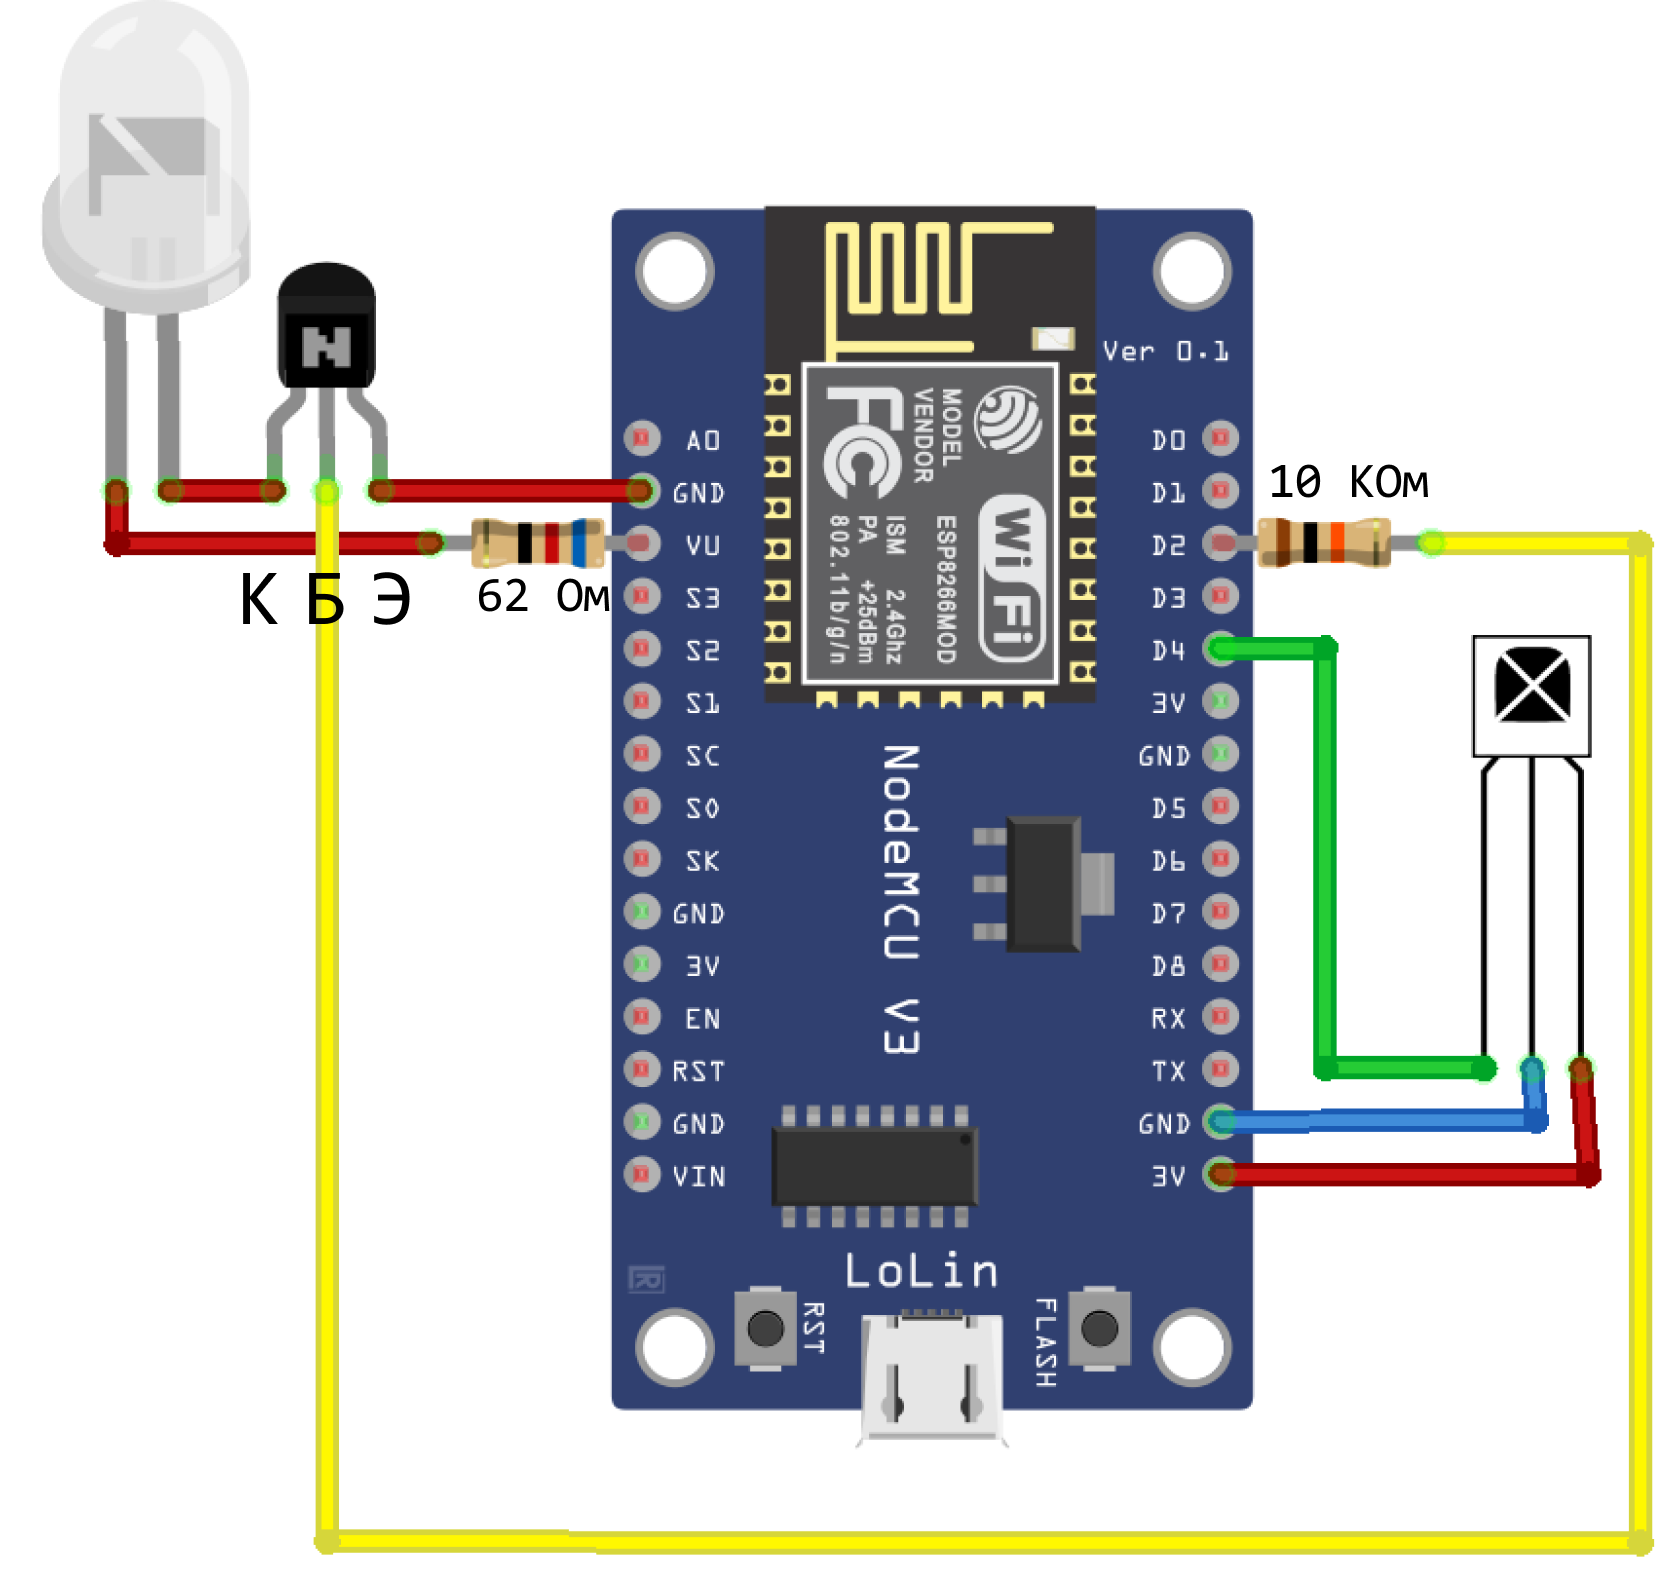 Ver 0.1
MODEL
VENDOR
FC
WiFi
ISM 2.4GHz
PA +25dBm
802.11b/g/n
ESP8266MOD
A0
GND
VU
S3
S2
S1
SC
S0
SK
GND
3V
EN
RST
GND
VIN
D0
D1
D2
D3
D4
3V
GND
D5
D6
D7
D8
RX
TX
GND
3V
10 КОм
К Б Э
62 Ом
N
NodeMCU V3
LoLin
RST
FLASH